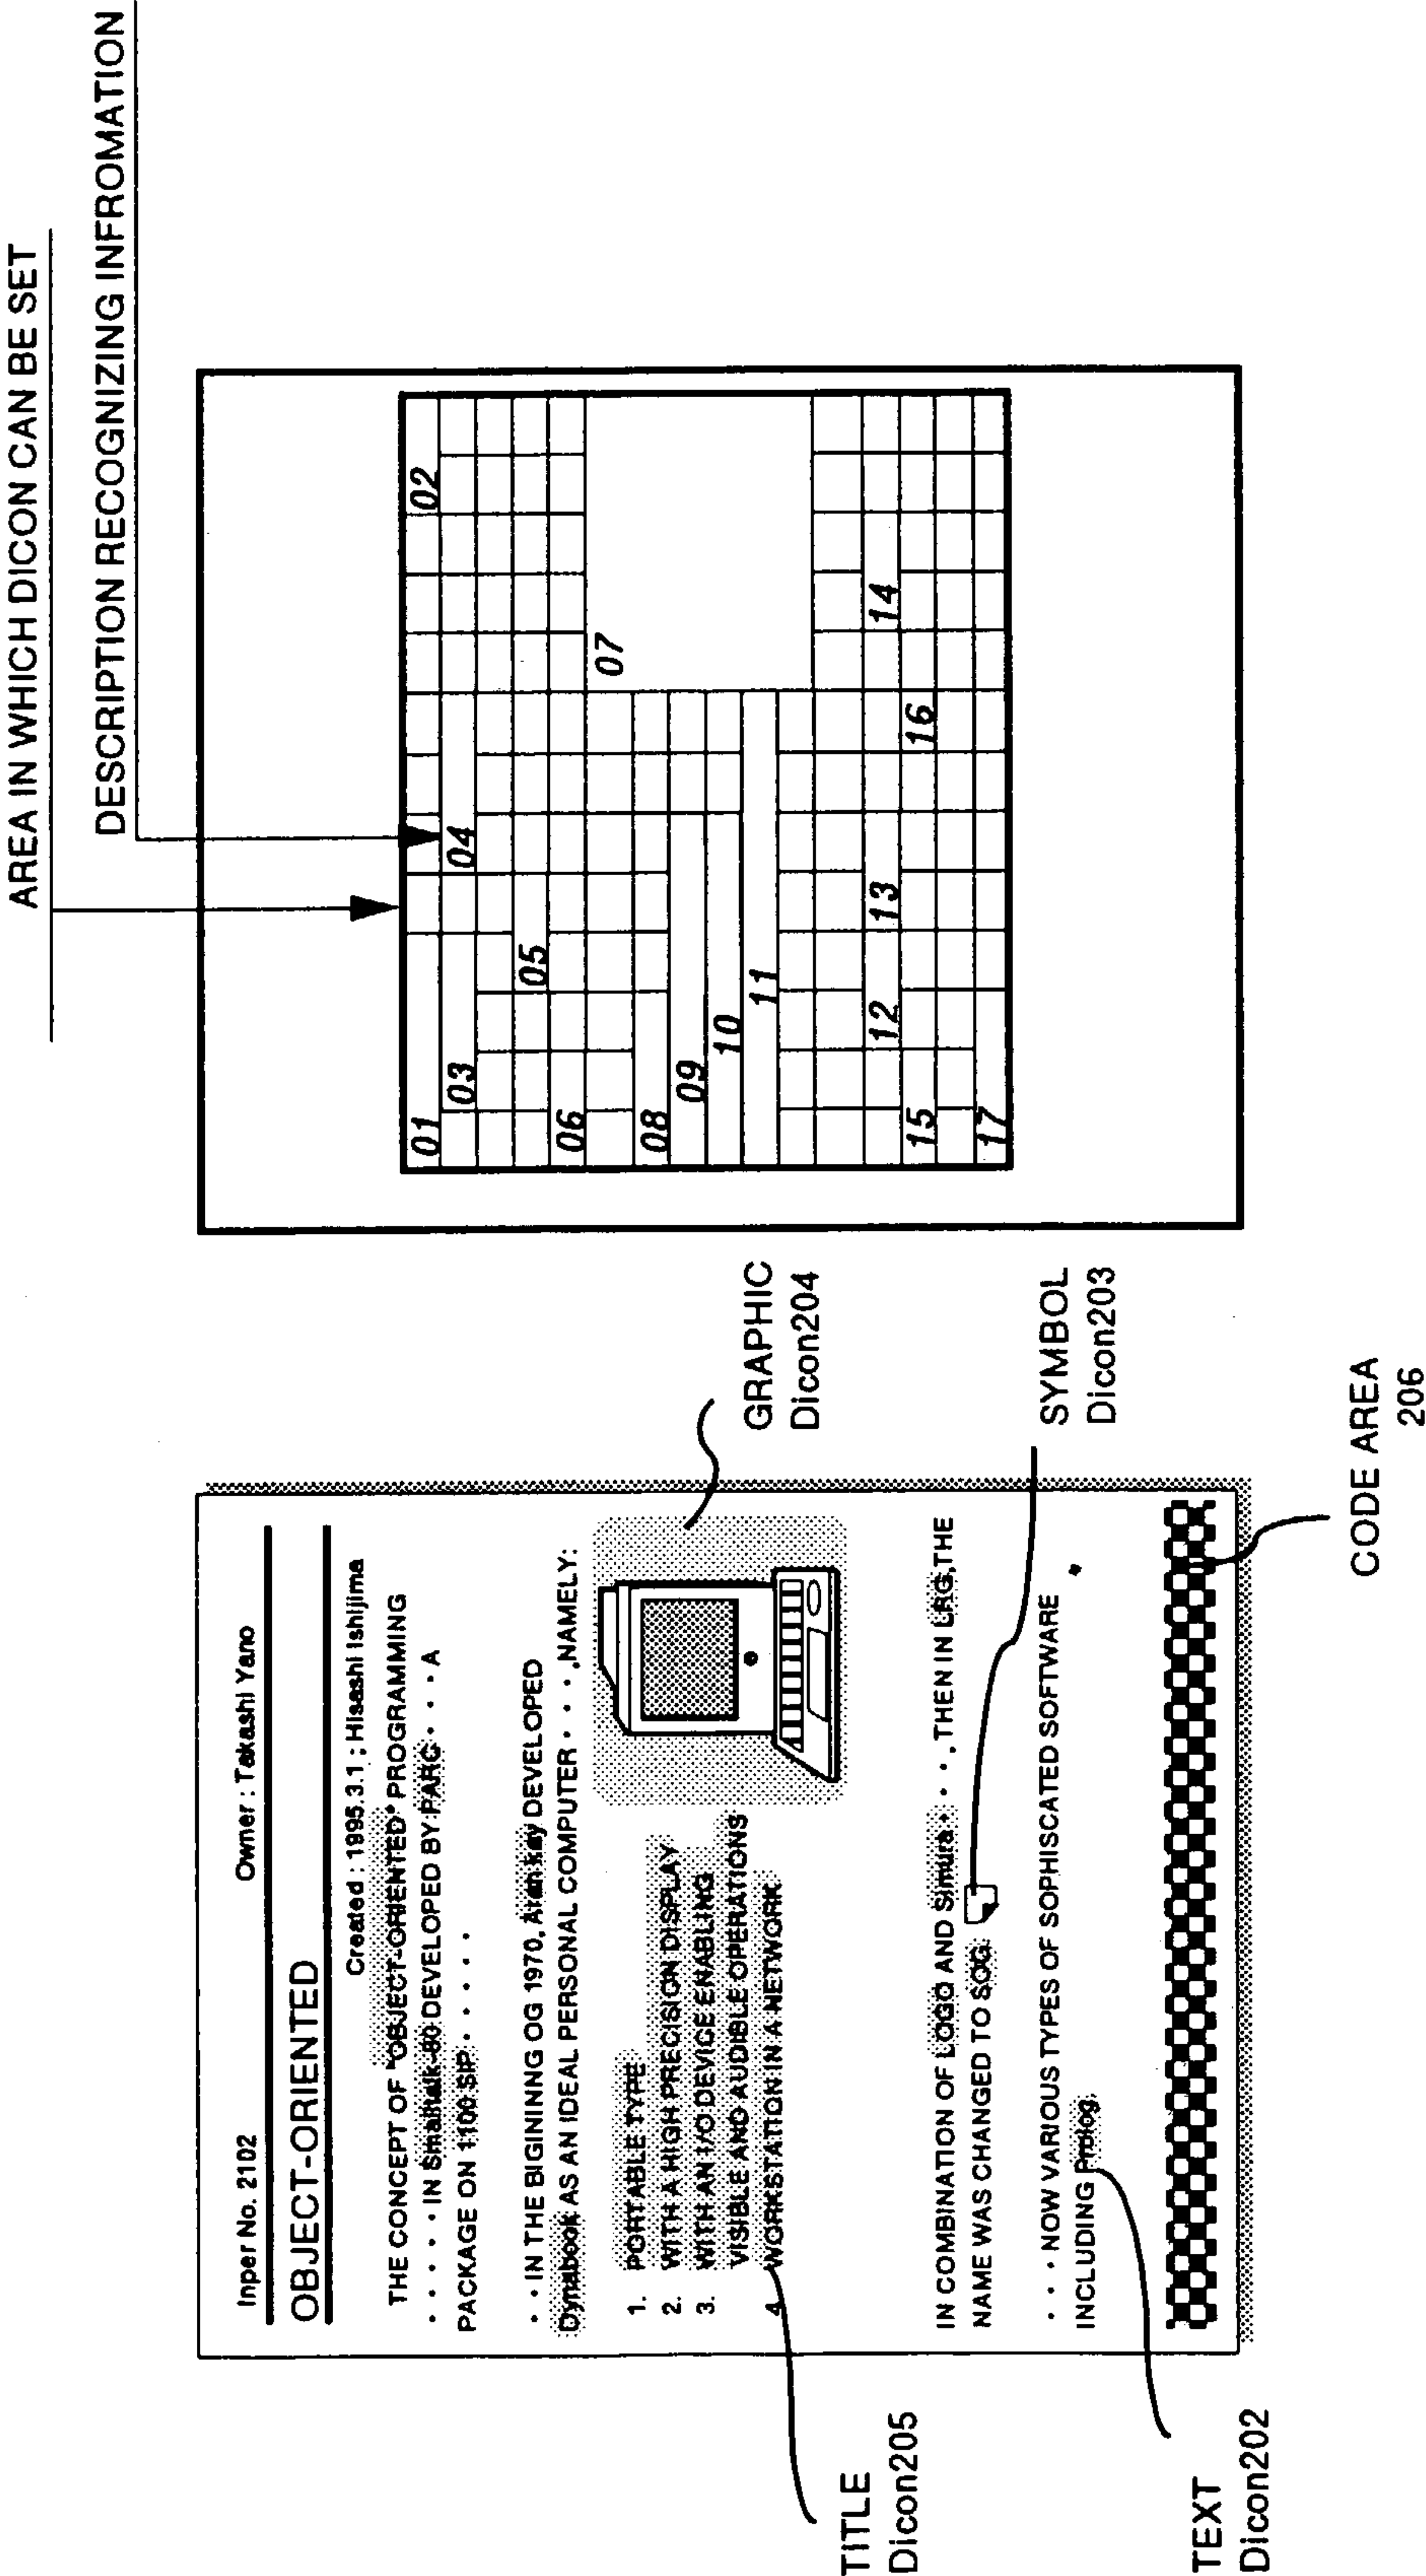 Inper No. 2102 Owner : Takashi Yano
OBJECT-ORIENTED
Created : 1995.3.1 ; Hisashi Ishijima
THE CONCEPT OF "OBJECT-ORIENTED" PROGRAMMING
· · · · · IN Smalltalk-80 DEVELOPED BY PARC · · · A
PACKAGE ON 1100 SIP · · · · ·
· · IN THE BIGINNING OG 1970, Alan Kay DEVELOPED
Dynabook AS AN IDEAL PERSONAL COMPUTER · · · ,NAMELY:
1. PORTABLE TYPE
2. WITH A HIGH PRECISION DISPLAY
3. WITH AN I/O DEVICE ENABLING
VISIBLE AND AUDIBLE OPERATIONS
4 WORKSTATION IN A NETWORK
IN COMBINATION OF LOGO AND Simura · · · , THEN IN LRG,THE
NAME WAS CHANGED TO SOG
· · · NOW VARIOUS TYPES OF SOPHISCATED SOFTWARE
INCLUDING Prolog.
TITLE
Dicon205
TEXT
Dicon202
GRAPHIC
Dicon204
SYMBOL
Dicon203
CODE AREA
206
AREA IN WHICH DICON CAN BE SET
DESCRIPTION RECOGNIZING INFROMATION
01 02
03 04
05
06
07
08
09
10
11
12 13 14
15 16
17